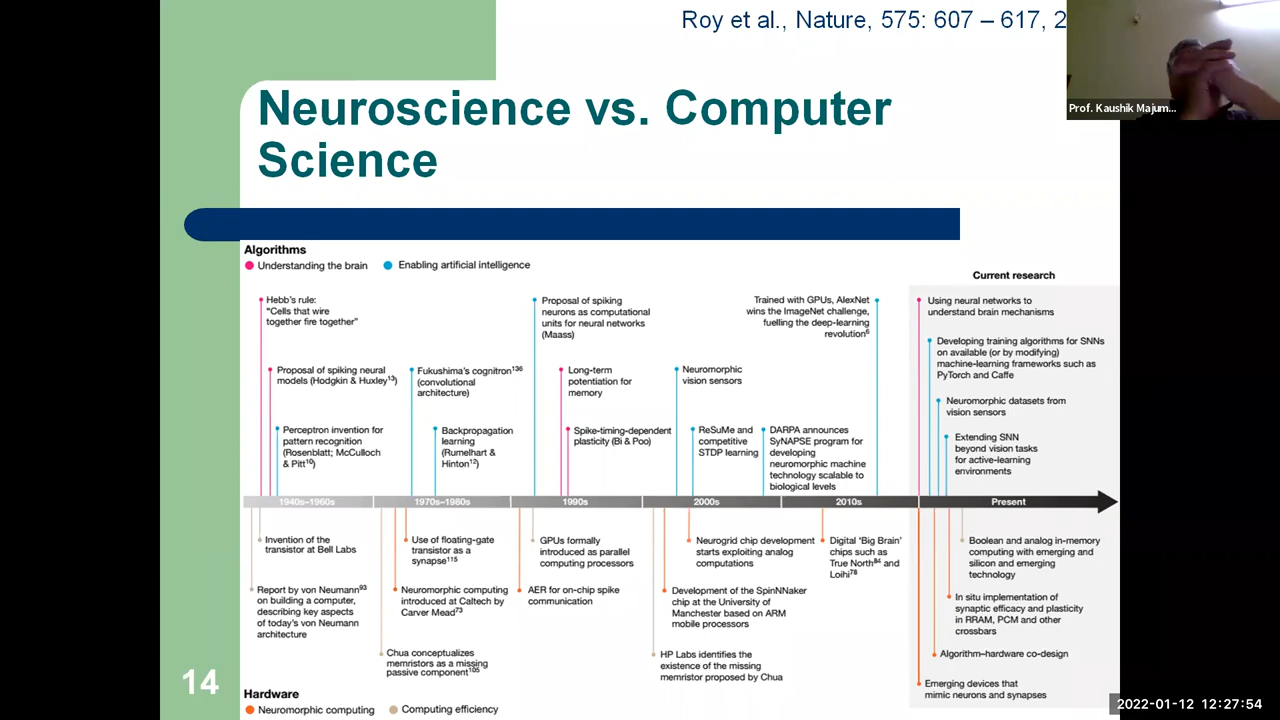 Roy et al., Nature, 575: 607 – 617, 2
Prof. Kaushik Majum...
Neuroscience vs. Computer
Science
Algorithms
Understanding the brain
Enabling artificial intelligence
Current research
Hebb's rule:
"Cells that wire
together fire together"
Proposal of spiking neural
models (Hodgkin & Huxley13)
Perceptron invention for
pattern recognition
(Rosenblatt; McCulloch
& Pitt10)
Fukushima's cognitron136
(convolutional
architecture)
Backpropagation
learning
(Rumelhart &
Hinton12)
Proposal of spiking
neurons as computational
units for neural networks
(Maass)
Long-term
potentiation for
memory
Spike-timing-dependent
plasticity (Bi & Poo)
Neuromorphic
vision sensors
ReSuMe and
competitive
STDP learning
Trained with GPUs, AlexNet
wins the ImageNet challenge,
fuelling the deep-learning
revolution6
DARPA announces
SyNAPSE program for
developing
neuromorphic machine
technology scalable to
biological levels
Using neural networks to
understand brain mechanisms
Developing training algorithms for SNNs
on available (or by modifying)
machine-learning frameworks such as
PyTorch and Caffe
Neuromorphic datasets from
vision sensors
Extending SNN
beyond vision tasks
for active-learning
environments
1940s–1960s
1970s–1980s
1990s
2000s
2010s
Present
Invention of the
transistor at Bell Labs
Report by von Neumann93
on building a computer,
describing key aspects
of today's von Neumann
architecture
Use of floating-gate
transistor as a
synapse115
Neuromorphic computing
introduced at Caltech by
Carver Mead73
Chua conceptualizes
memristors as a missing
passive component105
GPUs formally
introduced as parallel
computing processors
AER for on-chip spike
communication
Neurogrid chip development
starts exploiting analog
computations
Development of the SpiNNaker
chip at the University of
Manchester based on ARM
mobile processors
HP Labs identifies the
existence of the missing
memristor proposed by Chua
Digital 'Big Brain'
chips such as
True North84 and
Loihi78
Boolean and analog in-memory
computing with emerging and
silicon and emerging
technology
In situ implementation of
synaptic efficacy and plasticity
in RRAM, PCM and other
crossbars
Algorithm–hardware co-design
Emerging devices that
mimic neurons and synapses
14
Hardware
Neuromorphic computing
Computing efficiency
2022-01-12 12:27:54